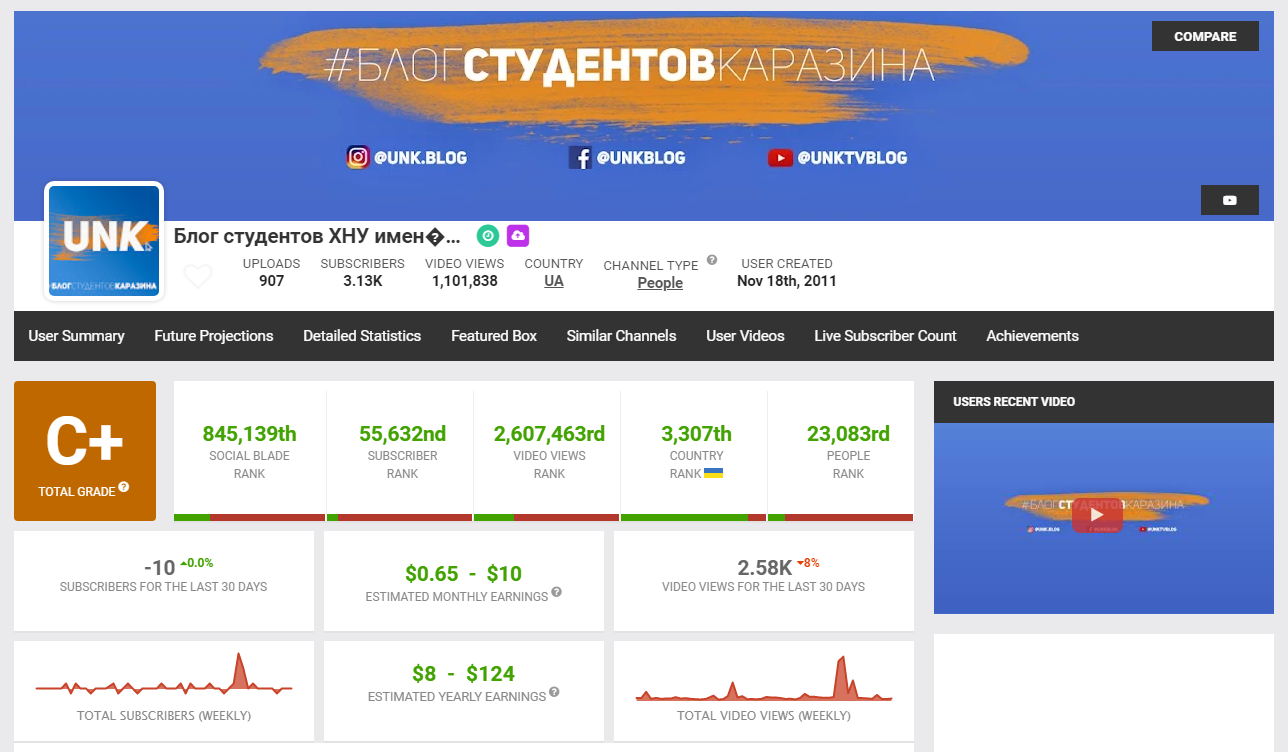 #БЛОГСТУДЕНТОВКАРАЗИНА
COMPARE
@UNK.BLOG @UNKBLOG @UNKTVBLOG
UNK
#БЛОГСТУДЕНТОВКАРАЗИНА
Блог студентов ХНУ имен�...
UPLOADS SUBSCRIBERS VIDEO VIEWS COUNTRY CHANNEL TYPE USER CREATED
907 3.13K 1,101,838 UA People Nov 18th, 2011
User Summary Future Projections Detailed Statistics Featured Box Similar Channels User Videos Live Subscriber Count Achievements
C+
TOTAL GRADE
845,139th
SOCIAL BLADE
RANK
55,632nd
SUBSCRIBER
RANK
2,607,463rd
VIDEO VIEWS
RANK
3,307th
COUNTRY
RANK
23,083rd
PEOPLE
RANK
USERS RECENT VIDEO
#БЛОГСТУДЕНТОВКАРАЗИНА
@UNK.BLOG @UNKBLOG @UNKTVBLOG
-10 0.0%
SUBSCRIBERS FOR THE LAST 30 DAYS
$0.65 - $10
ESTIMATED MONTHLY EARNINGS
2.58K 8%
VIDEO VIEWS FOR THE LAST 30 DAYS
TOTAL SUBSCRIBERS (WEEKLY)
$8 - $124
ESTIMATED YEARLY EARNINGS
TOTAL VIDEO VIEWS (WEEKLY)